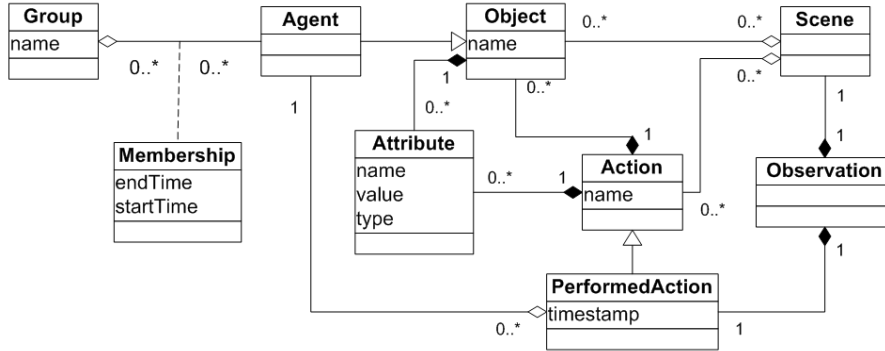 Group
name
Agent
Object
name
Scene
0..*
0..*
0..*
0..*
1
0..*
0..*
1
0..*
1
Membership
endTime
startTime
Attribute
name
value
type
0..*
1
1
Action
name
0..*
1
Observation
1
PerformedAction
timestamp
0..*
1